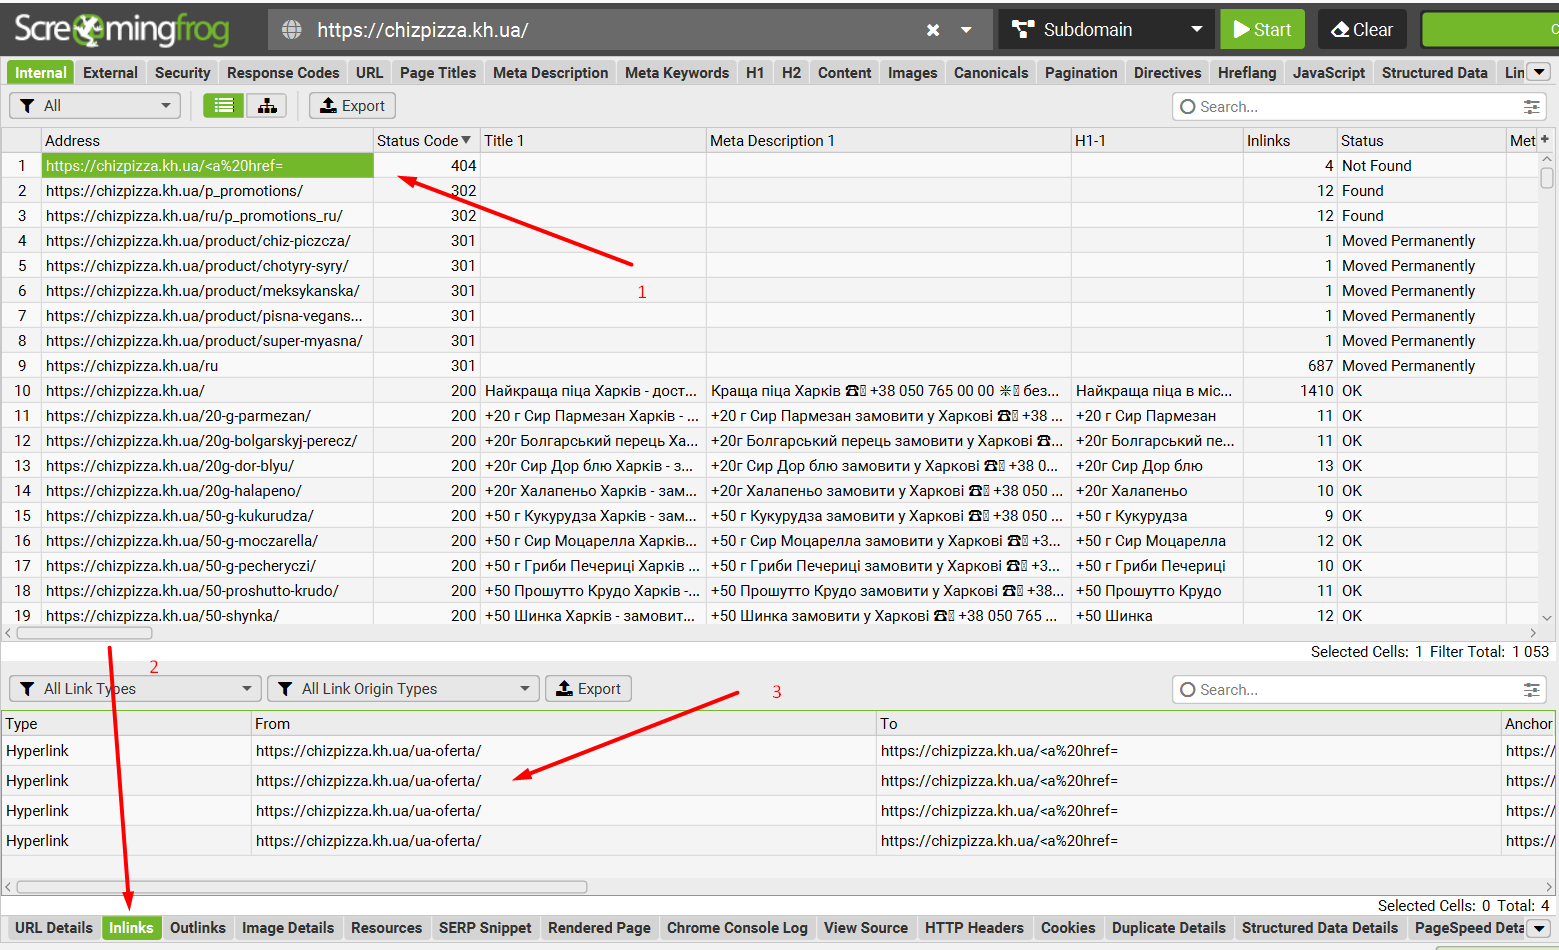 Screamingfrog https://chizpizza.kh.ua/ Subdomain Start Clear
Internal External Security Response Codes URL Page Titles Meta Description Meta Keywords H1 H2 Content Images Canonicals Pagination Directives Hreflang JavaScript Structured Data Lin
All Export Search...
Address Status Code Title 1 Meta Description 1 H1-1 Inlinks Status Met
1 https://chizpizza.kh.ua/<a%20href= 404 4 Not Found
2 https://chizpizza.kh.ua/p_promotions/ 302 12 Found
3 https://chizpizza.kh.ua/ru/p_promotions_ru/ 302 12 Found
4 https://chizpizza.kh.ua/product/chiz-piczcza/ 301 1 Moved Permanently
5 https://chizpizza.kh.ua/product/chotyry-syry/ 301 1 Moved Permanently
1
6 https://chizpizza.kh.ua/product/meksykanska/ 301 1 Moved Permanently
7 https://chizpizza.kh.ua/product/pisna-vegans... 301 1 Moved Permanently
8 https://chizpizza.kh.ua/product/super-myasna/ 301 1 Moved Permanently
9 https://chizpizza.kh.ua/ru 301 687 Moved Permanently
10 https://chizpizza.kh.ua/ 200 Найкраща піца Харків - дост... Краща піца Харків ☎ +38 050 765 00 00 ✳ без... Найкраща піца в міс... 1410 OK
11 https://chizpizza.kh.ua/20-g-parmezan/ 200 +20 г Сир Пармезан Харків - ... +20 г Сир Пармезан замовити у Харкові ☎ +38 ... +20 г Сир Пармезан 11 OK
12 https://chizpizza.kh.ua/20g-bolgarskyj-perecz/ 200 +20г Болгарський перець Ха... +20г Болгарський перець замовити у Харкові ☎... +20г Болгарський пе... 11 OK
13 https://chizpizza.kh.ua/20g-dor-blyu/ 200 +20г Сир Дор блю Харків - з... +20г Сир Дор блю замовити у Харкові ☎ +38 0... +20г Сир Дор блю 13 OK
14 https://chizpizza.kh.ua/20g-halapeno/ 200 +20г Халапеньо Харків - зам... +20г Халапеньо замовити у Харкові ☎ +38 050 ... +20г Халапеньо 10 OK
15 https://chizpizza.kh.ua/50-g-kukurudza/ 200 +50 г Кукурудза Харків - зам... +50 г Кукурудза замовити у Харкові ☎ +38 050 ... +50 г Кукурудза 9 OK
16 https://chizpizza.kh.ua/50-g-moczarella/ 200 +50 г Сир Моцарелла Харків... +50 г Сир Моцарелла замовити у Харкові ☎ +3... +50 г Сир Моцарелла 12 OK
17 https://chizpizza.kh.ua/50-g-pecheryczi/ 200 +50 г Гриби Печериці Харків ... +50 г Гриби Печериці замовити у Харкові ☎ +3... +50 г Гриби Печериці 10 OK
18 https://chizpizza.kh.ua/50-proshutto-krudo/ 200 +50 Прошутто Крудо Харків -... +50 Прошутто Крудо замовити у Харкові ☎ +38... +50 Прошутто Крудо 11 OK
19 https://chizpizza.kh.ua/50-shynka/ 200 +50 Шинка Харків - замовит... +50 Шинка замовити у Харкові ☎ +38 050 765 ... +50 Шинка 12 OK
Selected Cells: 1 Filter Total: 1 053
2
All Link Types All Link Origin Types Export 3 Search...
Type From To Anchor
Hyperlink https://chizpizza.kh.ua/ua-oferta/ https://chizpizza.kh.ua/<a%20href= https://
Hyperlink https://chizpizza.kh.ua/ua-oferta/ https://chizpizza.kh.ua/<a%20href= https://
Hyperlink https://chizpizza.kh.ua/ua-oferta/ https://chizpizza.kh.ua/<a%20href= https://
Hyperlink https://chizpizza.kh.ua/ua-oferta/ https://chizpizza.kh.ua/<a%20href= https://
Selected Cells: 0 Total: 4
URL Details Inlinks Outlinks Image Details Resources SERP Snippet Rendered Page Chrome Console Log View Source HTTP Headers Cookies Duplicate Details Structured Data Details PageSpeed Deta